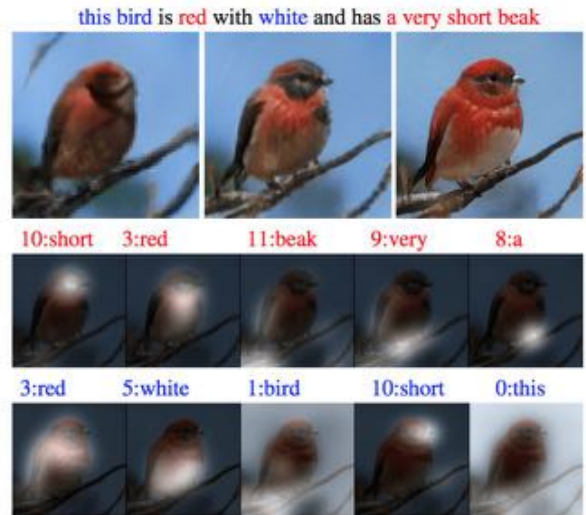 this bird is red with white and has a very short beak
10:short 3:red 11:beak 9:very 8:a
3:red 5:white 1:bird 10:short 0:this